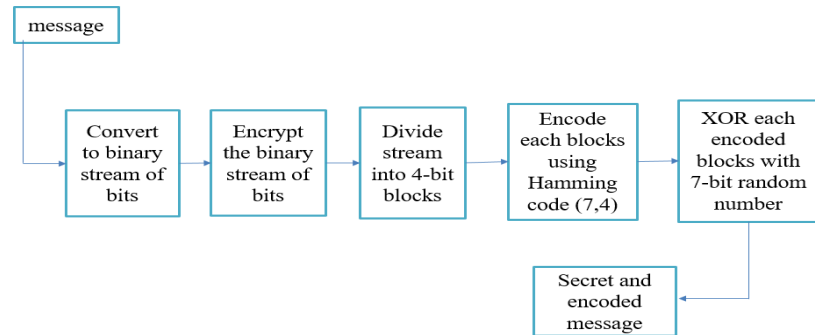 message
Convert
to binary
stream of
bits
Encrypt
the binary
stream of
bits
Divide
stream
into 4-bit
blocks
Encode
each blocks
using
Hamming
code (7,4)
XOR each
encoded
blocks with
7-bit random
number
Secret and
encoded
message